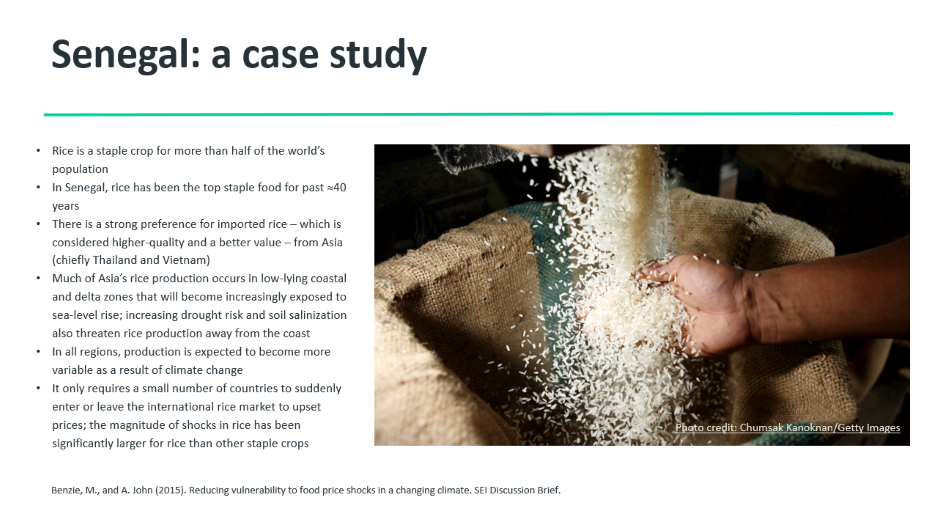 Senegal: a case study
• Rice is a staple crop for more than half of the world's
population
• In Senegal, rice has been the top staple food for past ≈40
years
• There is a strong preference for imported rice – which is
considered higher-quality and a better value – from Asia
(chiefly Thailand and Vietnam)
• Much of Asia's rice production occurs in low-lying coastal
and delta zones that will become increasingly exposed to
sea-level rise; increasing drought risk and soil salinization
also threaten rice production away from the coast
• In all regions, production is expected to become more
variable as a result of climate change
• It only requires a small number of countries to suddenly
enter or leave the international rice market to upset
prices; the magnitude of shocks in rice has been
significantly larger for rice than other staple crops
Photo credit: Chumsak Kanoknan/Getty Images
Benzie, M., and A. John (2015). Reducing vulnerability to food price shocks in a changing climate. SEI Discussion Brief.